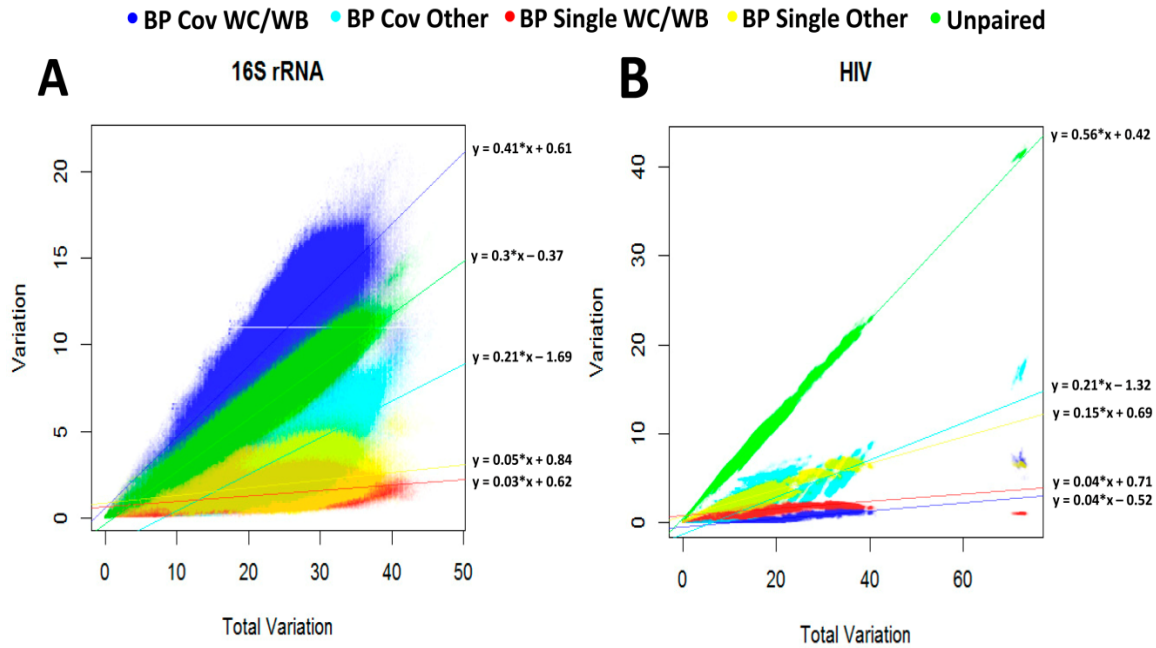 BP Cov WC/WB BP Cov Other BP Single WC/WB BP Single Other Unpaired
A
16S rRNA
Variation
20
15
10
5
0
0 10 20 30 40 50
Total Variation
y = 0.41*x + 0.61
y = 0.3*x – 0.37
y = 0.21*x – 1.69
y = 0.05*x + 0.84
y = 0.03*x + 0.62
B
HIV
Variation
40
30
20
10
0
0 20 40 60
Total Variation
y = 0.56*x + 0.42
y = 0.21*x – 1.32
y = 0.15*x + 0.69
y = 0.04*x + 0.71
y = 0.04*x – 0.52